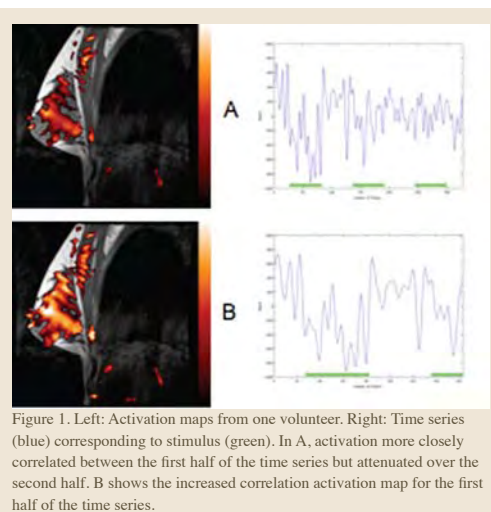 A
B
Figure 1. Left: Activation maps from one volunteer. Right: Time series
(blue) corresponding to stimulus (green). In A, activation more closely
correlated between the first half of the time series but attenuated over the
second half. B shows the increased correlation activation map for the first
half of the time series.